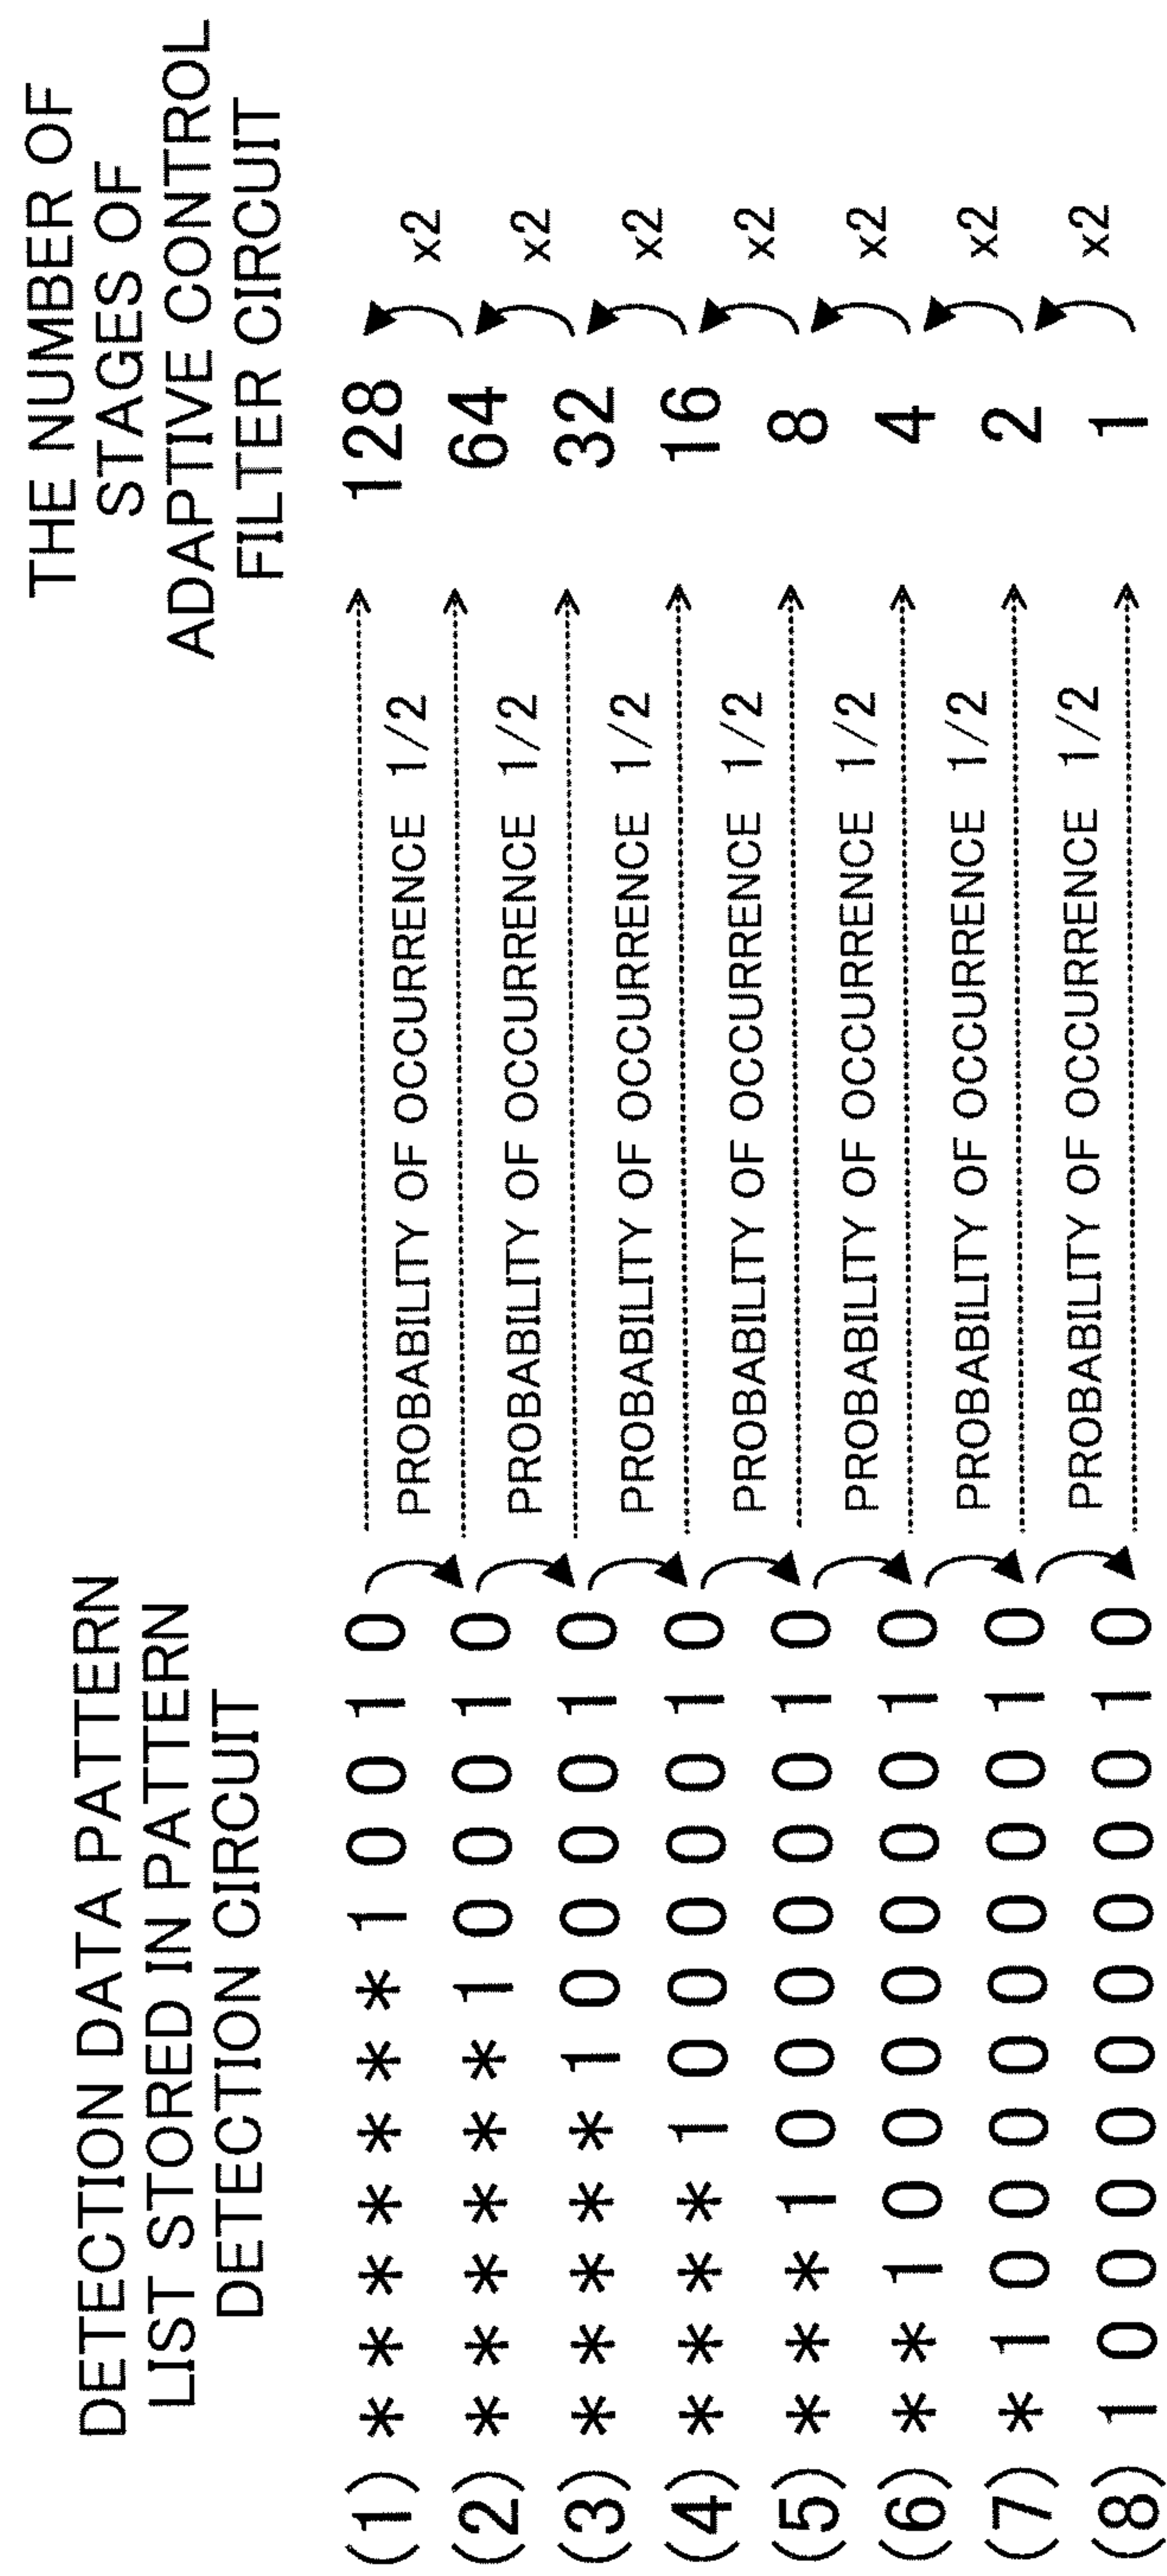 DETECTION DATA PATTERN
LIST STORED IN PATTERN
DETECTION CIRCUIT
THE NUMBER OF
STAGES OF
ADAPTIVE CONTROL
FILTER CIRCUIT
(1) * * * * * * * 1 0 0 1 0 128
PROBABILITY OF OCCURRENCE 1/2 x2
(2) * * * * * * 1 0 0 0 1 0 64
PROBABILITY OF OCCURRENCE 1/2 x2
(3) * * * * * 1 0 0 0 0 1 0 32
PROBABILITY OF OCCURRENCE 1/2 x2
(4) * * * * 1 0 0 0 0 0 1 0 16
PROBABILITY OF OCCURRENCE 1/2 x2
(5) * * * 1 0 0 0 0 0 0 1 0 8
PROBABILITY OF OCCURRENCE 1/2 x2
(6) * * 1 0 0 0 0 0 0 0 1 0 4
PROBABILITY OF OCCURRENCE 1/2 x2
(7) * 1 0 0 0 0 0 0 0 0 1 0 2
PROBABILITY OF OCCURRENCE 1/2 x2
(8) 1 0 0 0 0 0 0 0 0 0 1 0 1